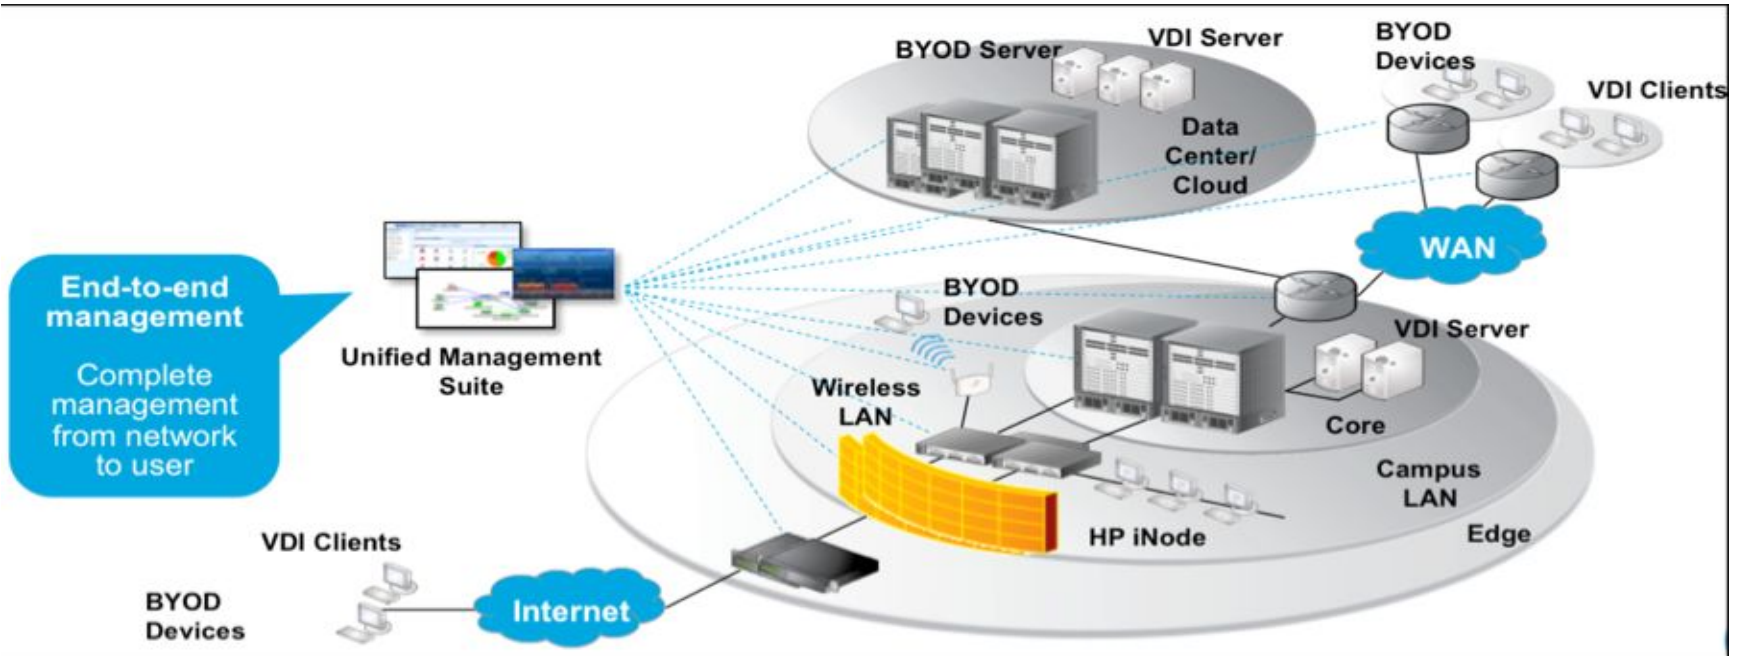 BYOD Server
VDI Server
BYOD
Devices
VDI Clients
Data
Center/
Cloud
WAN
End-to-end
management
Complete
management
from network
to user
Unified Management
Suite
BYOD
Devices
VDI Server
Wireless
LAN
Core
Campus
LAN
HP iNode
Edge
VDI Clients
BYOD
Devices
Internet